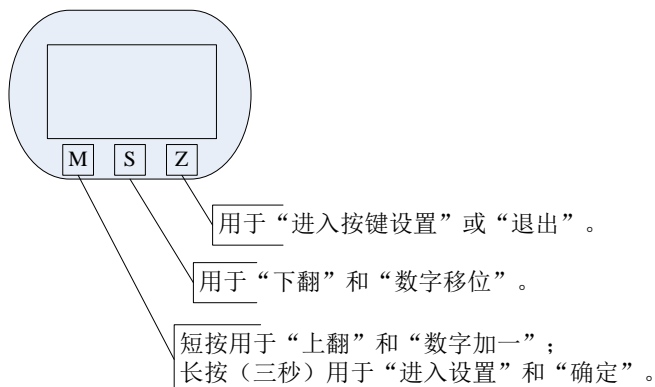 M S Z
用于“进入按键设置”或“退出”。
用于“下翻”和“数字移位”。
短按用于“上翻”和“数字加一”；
长按（三秒）用于“进入设置”和“确定”。